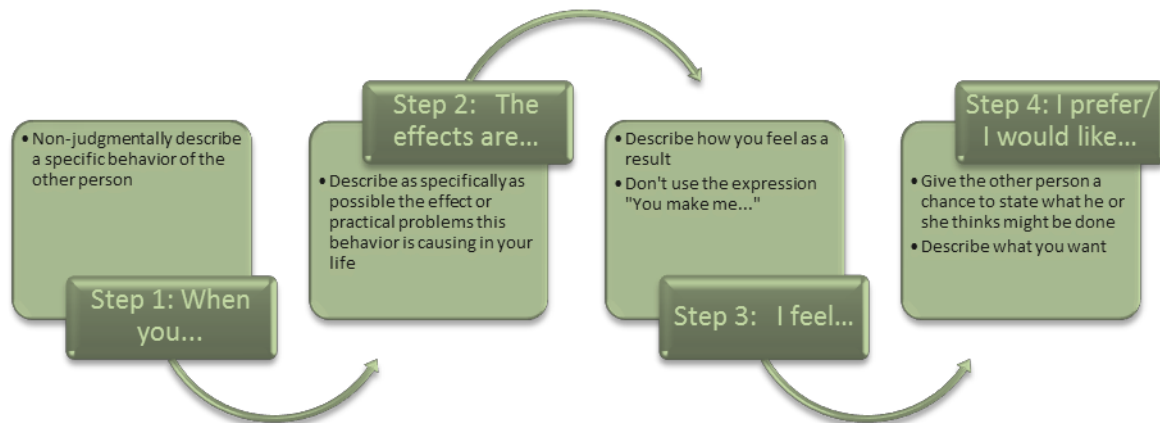 • Non-judgmentally describe
a specific behavior of the
other person
Step 1: When
you...
Step 2: The
effects are...
• Describe as specifically as
possible the effect or
practical problems this
behavior is causing in your
life
• Describe how you feel as a
result
• Don't use the expression
"You make me..."
Step 3: I feel...
Step 4: I prefer/
I would like...
• Give the other person a
chance to state what he or
she thinks might be done
• Describe what you want